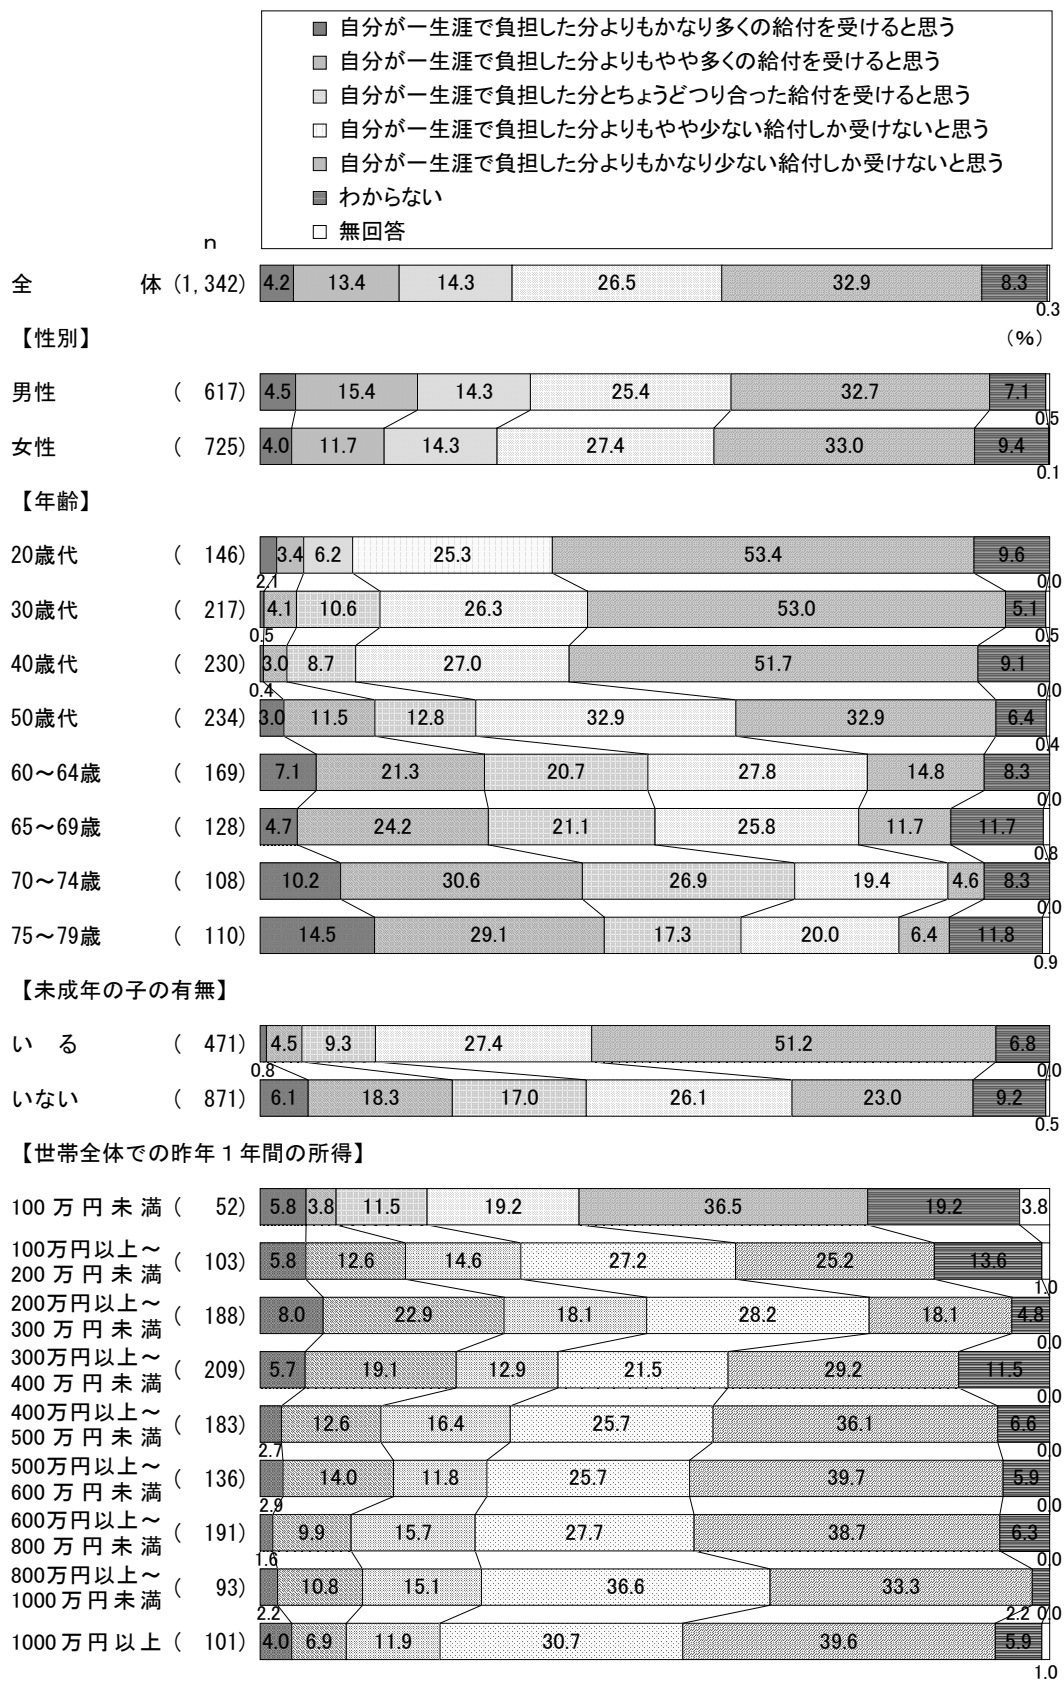 自分が一生涯で負担した分よりもかなり多くの給付を受けると思う
自分が一生涯で負担した分よりもやや多くの給付を受けると思う
自分が一生涯で負担した分とちょうどつり合った給付を受けると思う
自分が一生涯で負担した分よりもやや少ない給付しか受けないと思う
自分が一生涯で負担した分よりもかなり少ない給付しか受けないと思う
わからない
無回答
n
全 体 (1,342) 4.2 13.4 14.3 26.5 32.9 8.3
0.3
【性別】 (%)
男性 ( 617) 4.5 15.4 14.3 25.4 32.7 7.1
0.5
女性 ( 725) 4.0 11.7 14.3 27.4 33.0 9.4
0.1
【年齢】
20歳代 ( 146) 3.4 6.2 25.3 53.4 9.6
2.1 0.0
30歳代 ( 217) 4.1 10.6 26.3 53.0 5.1
0.5 0.5
40歳代 ( 230) 3.0 8.7 27.0 51.7 9.1
0.4 0.0
50歳代 ( 234) 3.0 11.5 12.8 32.9 32.9 6.4
0.4
60～64歳 ( 169) 7.1 21.3 20.7 27.8 14.8 8.3
0.0
65～69歳 ( 128) 4.7 24.2 21.1 25.8 11.7 11.7
0.8
70～74歳 ( 108) 10.2 30.6 26.9 19.4 4.6 8.3
0.0
75～79歳 ( 110) 14.5 29.1 17.3 20.0 6.4 11.8
0.9
【未成年の子の有無】
い る ( 471) 4.5 9.3 27.4 51.2 6.8
0.8 0.0
いない ( 871) 6.1 18.3 17.0 26.1 23.0 9.2
0.5
【世帯全体での昨年１年間の所得】
100万円未満 ( 52) 5.8 3.8 11.5 19.2 36.5 19.2 3.8
100万円以上～
200万円未満 ( 103) 5.8 12.6 14.6 27.2 25.2 13.6
1.0
200万円以上～
300万円未満 ( 188) 8.0 22.9 18.1 28.2 18.1 4.8
0.0
300万円以上～
400万円未満 ( 209) 5.7 19.1 12.9 21.5 29.2 11.5
0.0
400万円以上～
500万円未満 ( 183) 12.6 16.4 25.7 36.1 6.6
2.7 0.0
500万円以上～
600万円未満 ( 136) 14.0 11.8 25.7 39.7 5.9
2.9 0.0
600万円以上～
800万円未満 ( 191) 9.9 15.7 27.7 38.7 6.3
1.6 0.0
800万円以上～
1000万円未満 ( 93) 10.8 15.1 36.6 33.3
2.2 2.2 0.0
1000万円以上 ( 101) 4.0 6.9 11.9 30.7 39.6 5.9
1.0